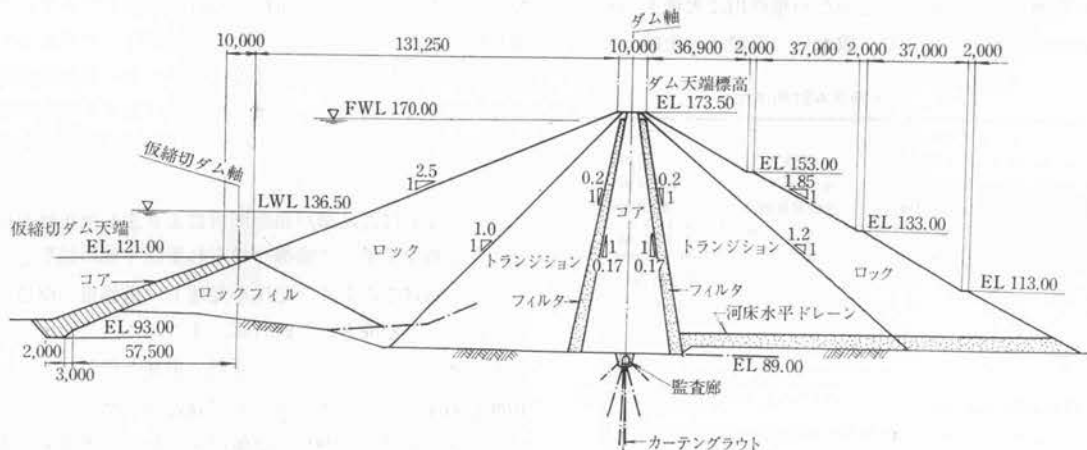 ダム軸
10,000
131,250
10,000
36,900
2,000
37,000
2,000
37,000
2,000
ダム天端標高
EL 173.50
FWL 170.00
仮締切ダム軸
2.5
1
EL 153.00
1.85
1
LWL 136.50
0.2
1
0.2
1
コア
仮締切ダム天端
EL 121.00
EL 133.00
ロック
1.0
1
トランジション
1
0.17
1
0.17
トランジション
1.2
1
ロック
コア
ロックフィル
フィルタ
フィルタ
EL 113.00
河床水平ドレーン
EL 93.00
2,000
57,500
3,000
EL 89.00
監査廊
カーテングラウト